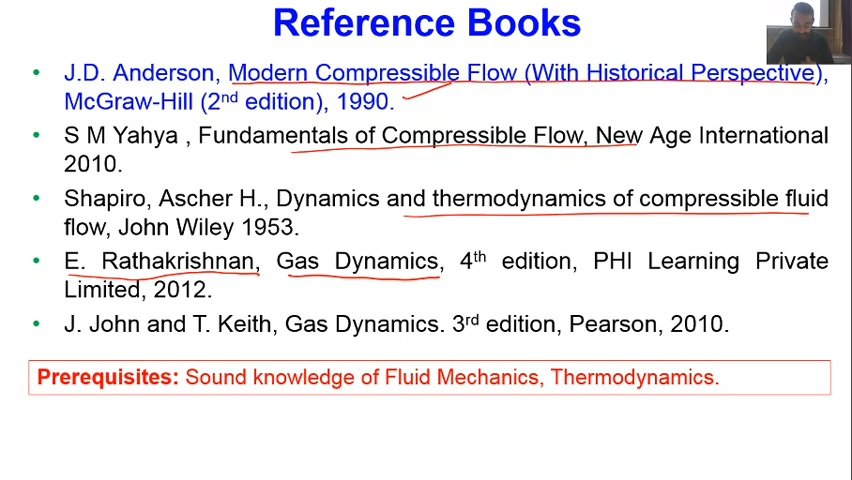 Reference Books
• J.D. Anderson, Modern Compressible Flow (With Historical Perspective),
McGraw-Hill (2nd edition), 1990.
• S M Yahya , Fundamentals of Compressible Flow, New Age International
2010.
• Shapiro, Ascher H., Dynamics and thermodynamics of compressible fluid
flow, John Wiley 1953.
• E. Rathakrishnan, Gas Dynamics, 4th edition, PHI Learning Private
Limited, 2012.
• J. John and T. Keith, Gas Dynamics. 3rd edition, Pearson, 2010.
Prerequisites: Sound knowledge of Fluid Mechanics, Thermodynamics.